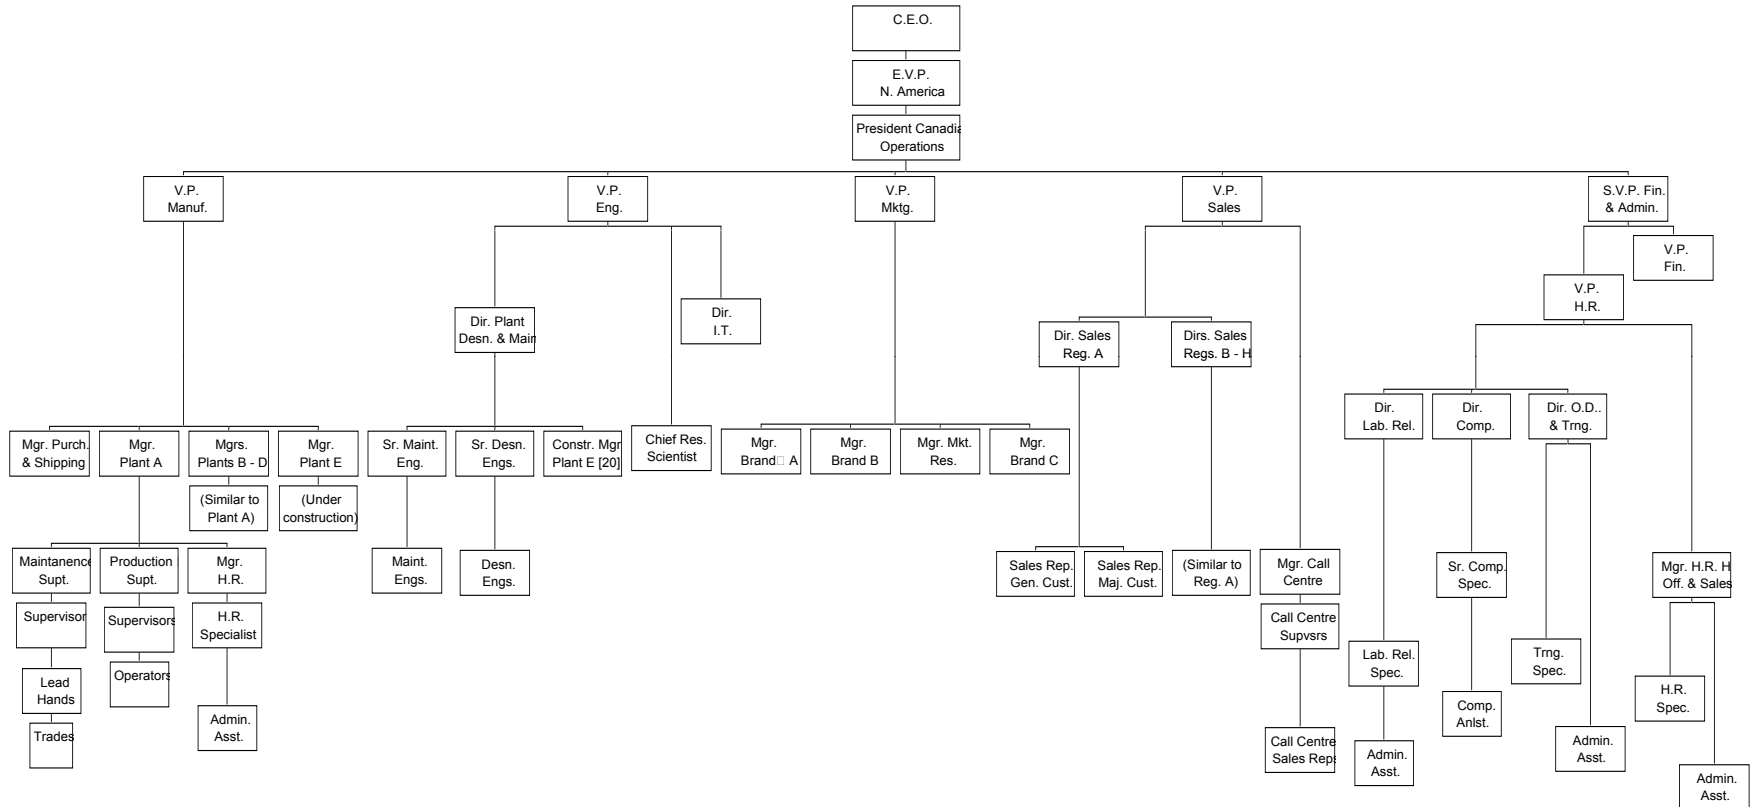 C.E.O.
E.V.P.
N. America
President Canadia
Operations
V.P.
Manuf.
V.P.
Eng.
V.P.
Mktg.
V.P.
Sales
S.V.P. Fin.
& Admin.
V.P.
Fin.
V.P.
H.R.
Dir. Plant
Desn. & Main
Dir.
I.T.
Dir. Sales
Reg. A
Dirs. Sales
Regs. B - H
Dir.
Lab. Rel.
Dir.
Comp.
Dir. O.D..
& Trng.
Mgr. Purch.
& Shipping
Mgr.
Plant A
Mgrs.
Plants B - D
Mgr.
Plant E
Sr. Maint.
Eng.
Sr. Desn.
Engs.
Constr. Mgr
Plant E [20]
Chief Res.
Scientist
Mgr.
Brand□ A
Mgr.
Brand B
Mgr. Mkt.
Res.
Mgr.
Brand C
(Similar to
Plant A)
(Under
construction)
Maintanence
Supt.
Production
Supt.
Mgr.
H.R.
Maint.
Engs.
Desn.
Engs.
Sales Rep.
Gen. Cust.
Sales Rep.
Maj. Cust.
(Similar to
Reg. A)
Mgr. Call
Centre
Sr. Comp.
Spec.
Mgr. H.R. H
Off. & Sales
Supervisor
Supervisors
H.R.
Specialist
Call Centre
Supvsrs
Lab. Rel.
Spec.
Trng.
Spec.
Lead
Hands
Operators
H.R.
Spec.
Comp.
Anlst.
Trades
Admin.
Asst.
Call Centre
Sales Reps
Admin.
Asst.
Admin.
Asst.
Admin.
Asst.